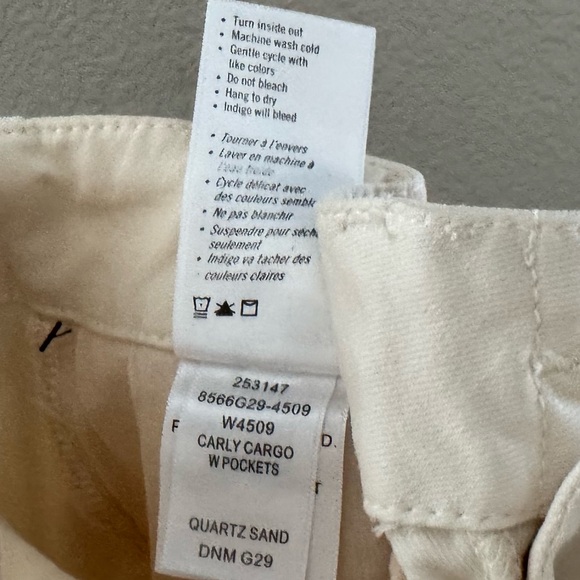 • Turn inside out
• Machine wash cold
• Gentle cycle with
like colors
• Do not bleach
• Hang to dry
• Indigo will bleed
• Tourner à l'envers
• Laver en machine à
l'eau froide
• Cycle délicat avec
des couleurs sembl
• Ne pas blanchir
• Suspendre pour séch
seulement
• Indigo va tacher des
couleurs claires
253147
8566G29-4509
W4509
CARLY CARGO
W POCKETS
F
D.
T
QUARTZ SAND
DNM G29